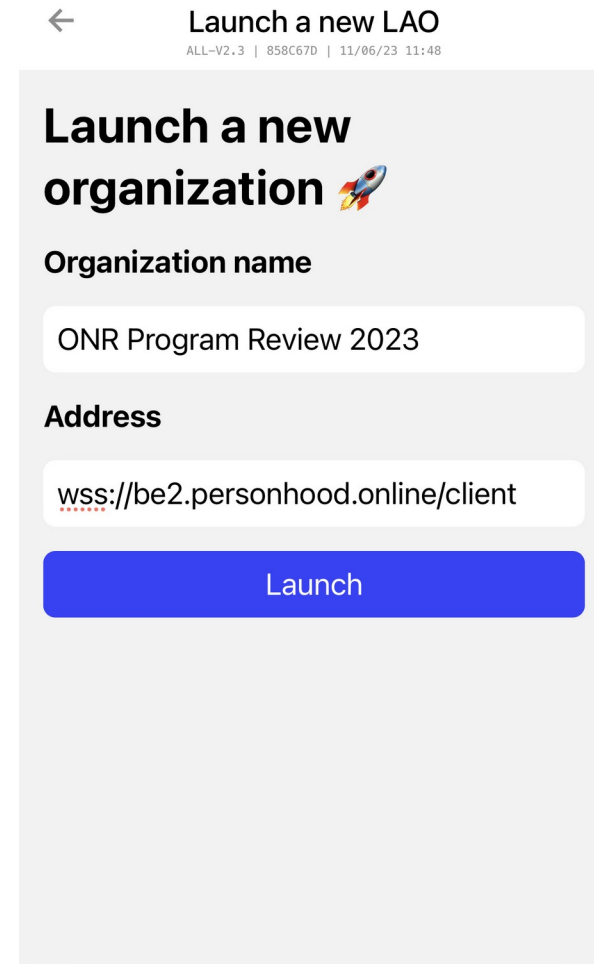 Launch a new LAO
ALL-V2.3 | 858C67D | 11/06/23 11:48
Launch a new
organization 🚀
Organization name
ONR Program Review 2023
Address
wss://be2.personhood.online/client
Launch